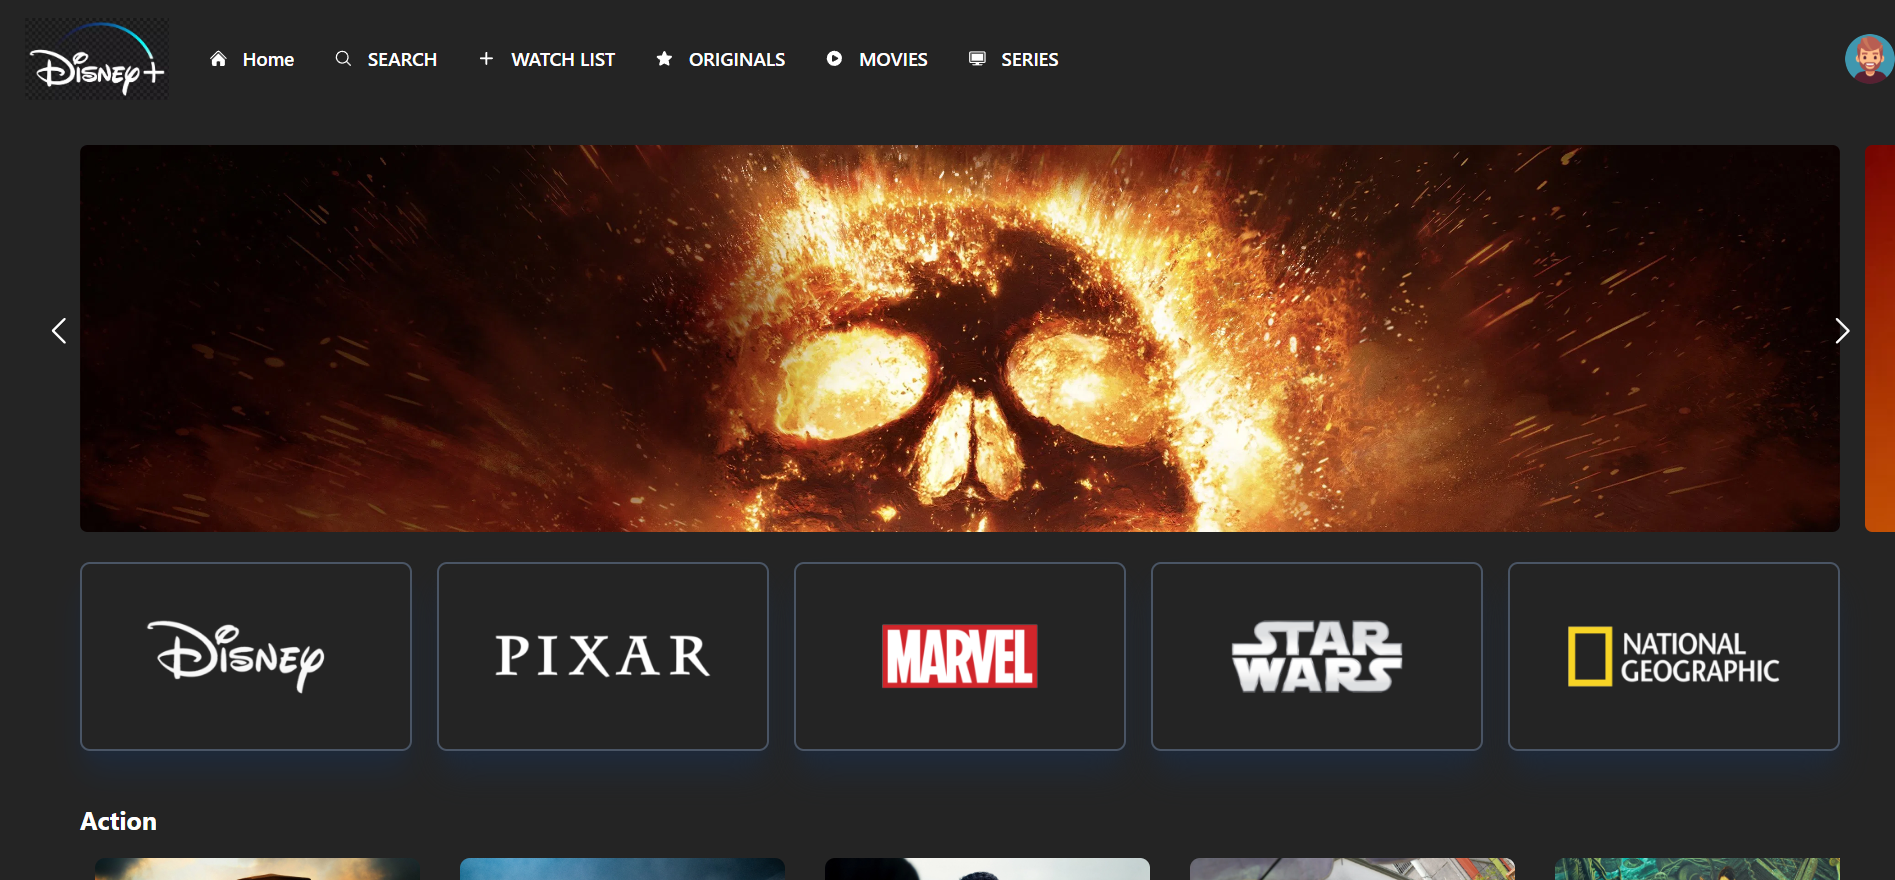 Disney+
Home
SEARCH
WATCH LIST
ORIGINALS
MOVIES
SERIES
Disney
PIXAR
MARVEL
STAR
WARS
NATIONAL
GEOGRAPHIC
Action